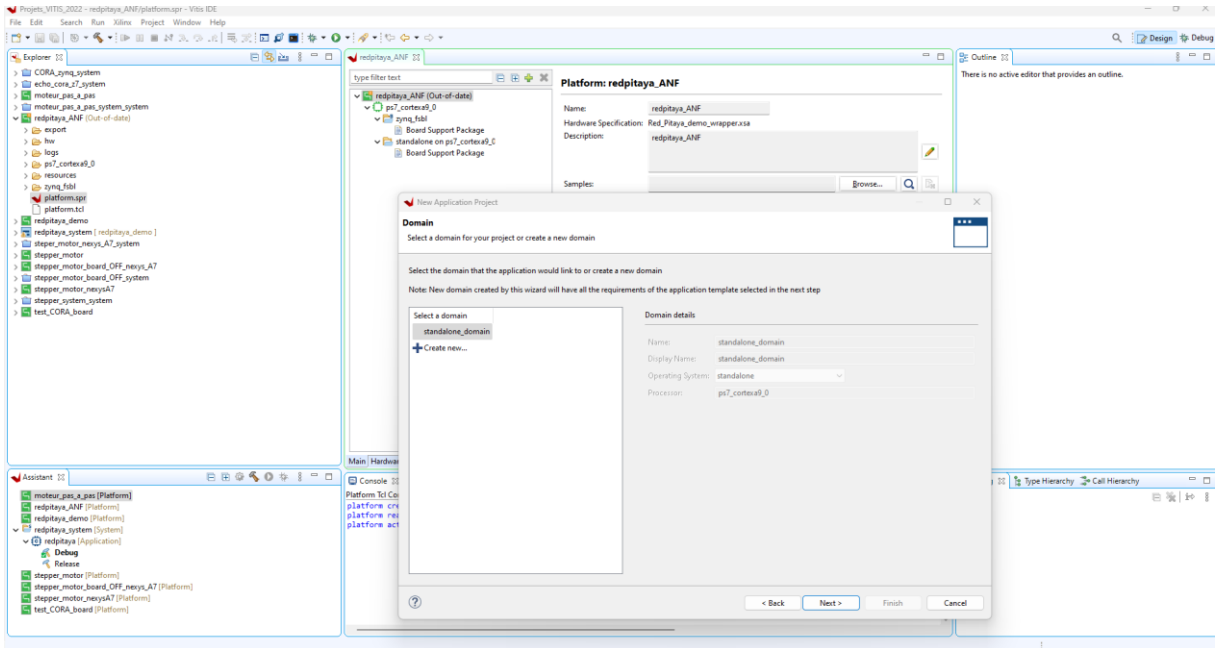 Projets_VITIS_2022 - redpitaya_ANF/platform.spr - Vitis IDE
File Edit Search Run Xilinx Project Window Help
Design Debug
Explorer
CORA_zynq_system
echo_cora_z7_system
moteur_pas_a_pas
moteur_pas_a_pas_system_system
redpitaya_ANF (Out-of-date)
export
hw
logs
ps7_cortexa9_0
resources
zynq_fsbl
platform.spr
platform.tcl
redpitaya_demo
redpitaya_system [ redpitaya_demo ]
steper_motor_nexys_A7_system
stepper_motor
stepper_motor_board_OFF_nexys_A7
stepper_motor_board_OFF_system
stepper_motor_nexysA7
stepper_system_system
test_CORA_board
redpitaya_ANF
type filter text
redpitaya_ANF (Out-of-date)
ps7_cortexa9_0
zynq_fsbl
Board Support Package
standalone on ps7_cortexa9_0
Board Support Package
Main Hardwa
Platform: redpitaya_ANF
Name: redpitaya_ANF
Hardware Specification: Red_Pitaya_demo_wrapper.xsa
Description: redpitaya_ANF
Samples: Browse...
Outline
There is no active editor that provides an outline.
New Application Project
Domain
Select a domain for your project or create a new domain
Select the domain that the application would link to or create a new domain
Note: New domain created by this wizard will have all the requirements of the application template selected in the next step
Select a domain
standalone_domain
Create new...
Domain details
Name: standalone_domain
Display Name: standalone_domain
Operating System: standalone
Processor: ps7_cortexa9_0
< Back Next > Finish Cancel
Assistant
moteur_pas_a_pas [Platform]
redpitaya_ANF [Platform]
redpitaya_demo [Platform]
redpitaya_system [System]
redpitaya [Application]
Debug
Release
stepper_motor [Platform]
stepper_motor_board_OFF_nexys_A7 [Platform]
stepper_motor_nexysA7 [Platform]
test_CORA_board [Platform]
Console
Platform Tcl Co
platform cre
platform rea
platform act
Type Hierarchy Call Hierarchy